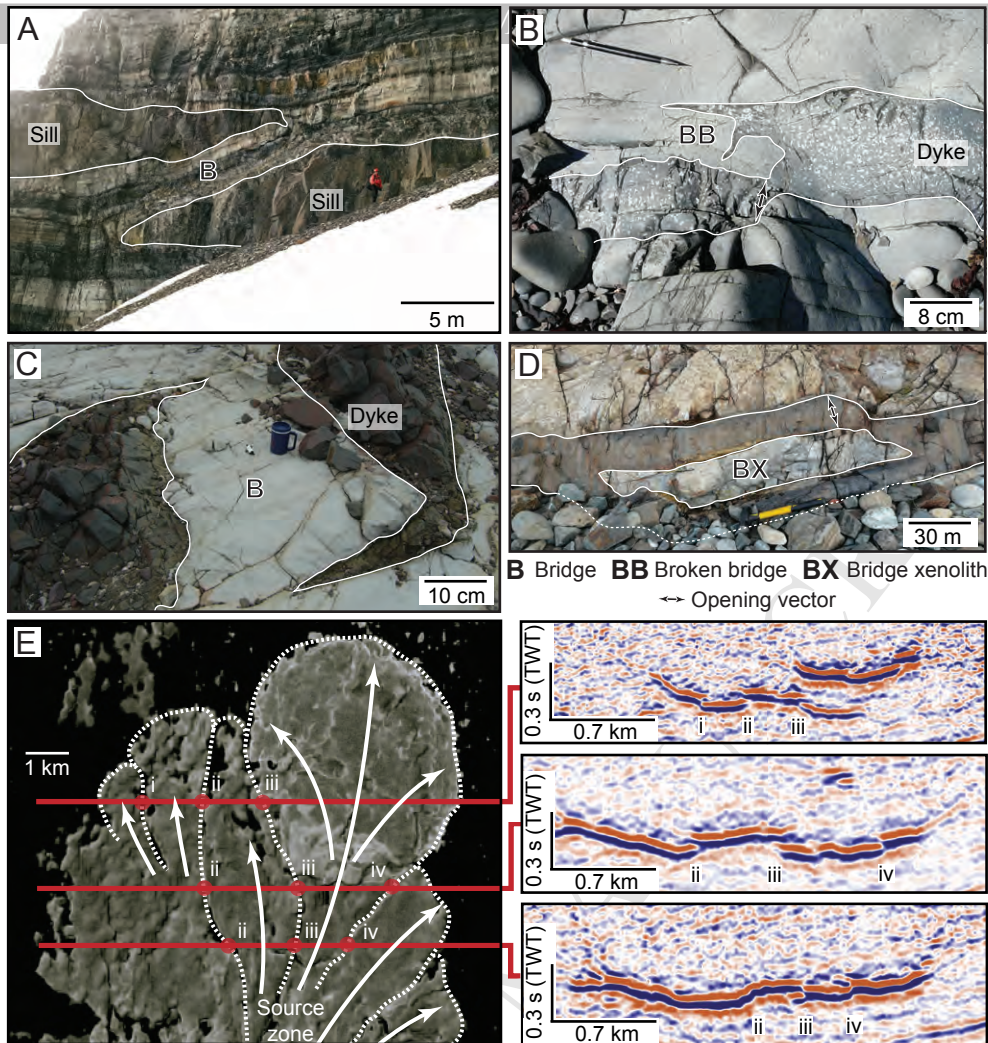 A
Sill
B
Sill
5 m
B
BB
Dyke
8 cm
C
Dyke
B
10 cm
D
BX
30 m
B Bridge BB Broken bridge BX Bridge xenolith
↔ Opening vector
E
1 km
i
ii
iii
ii
iii
iv
ii
iii
iv
Source
zone
0.3 s (TWT)
0.7 km
i
ii
iii
0.3 s (TWT)
0.7 km
ii
iii
iv
0.3 s (TWT)
0.7 km
ii
iii
iv